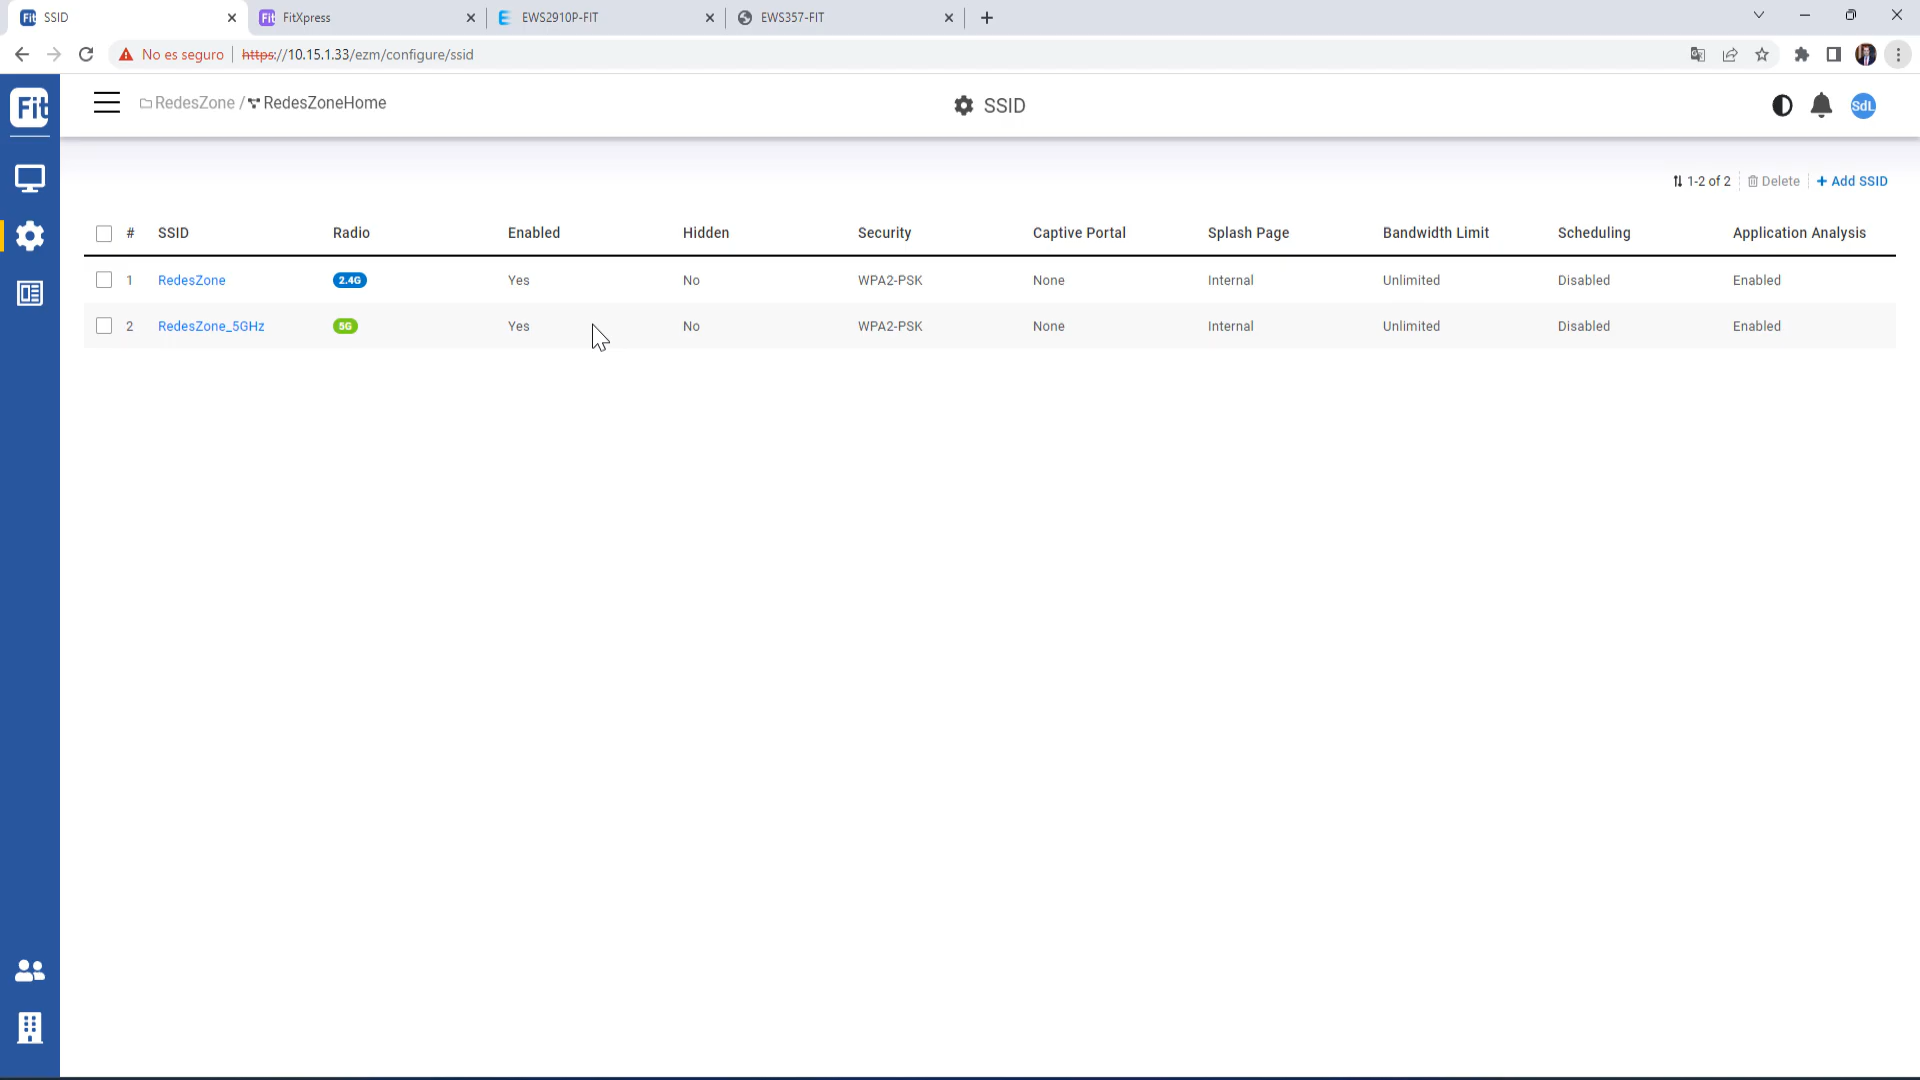 Fit SSID
Fit FitXpress
EWS2910P-FIT
EWS357-FIT
No es seguro https://10.15.1.33/ezm/configure/ssid
Fit
RedesZone / RedesZoneHome
SSID
SdL
1-2 of 2 Delete + Add SSID
# SSID Radio Enabled Hidden Security Captive Portal Splash Page Bandwidth Limit Scheduling Application Analysis
1 RedesZone 2.4G Yes No WPA2-PSK None Internal Unlimited Disabled Enabled
2 RedesZone_5GHz 5G Yes No WPA2-PSK None Internal Unlimited Disabled Enabled